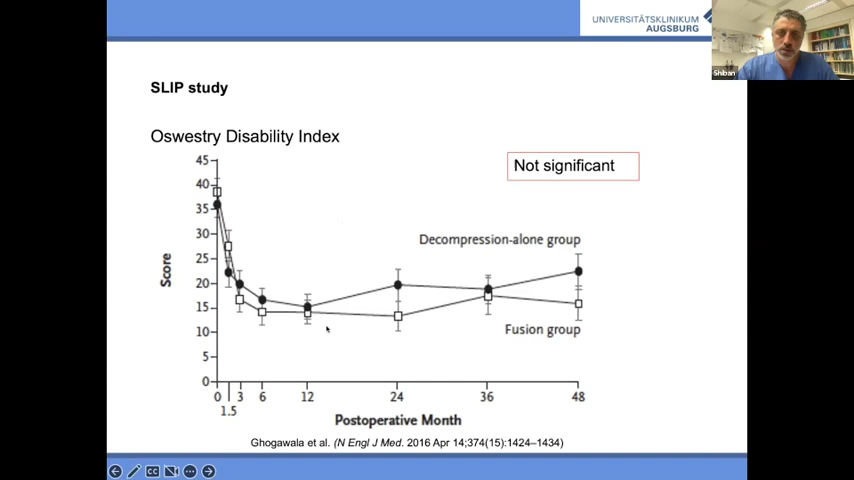 UNIVERSITÄTSKLINIKUM
AUGSBURG
Shiban
SLIP study
Oswestry Disability Index
Not significant
45
40
35
30
25
20
15
10
5
0
Score
Decompression-alone group
Fusion group
0 3 6 12 24 36 48
1.5
Postoperative Month
Ghogawala et al. (N Engl J Med. 2016 Apr 14;374(15):1424–1434)
CC